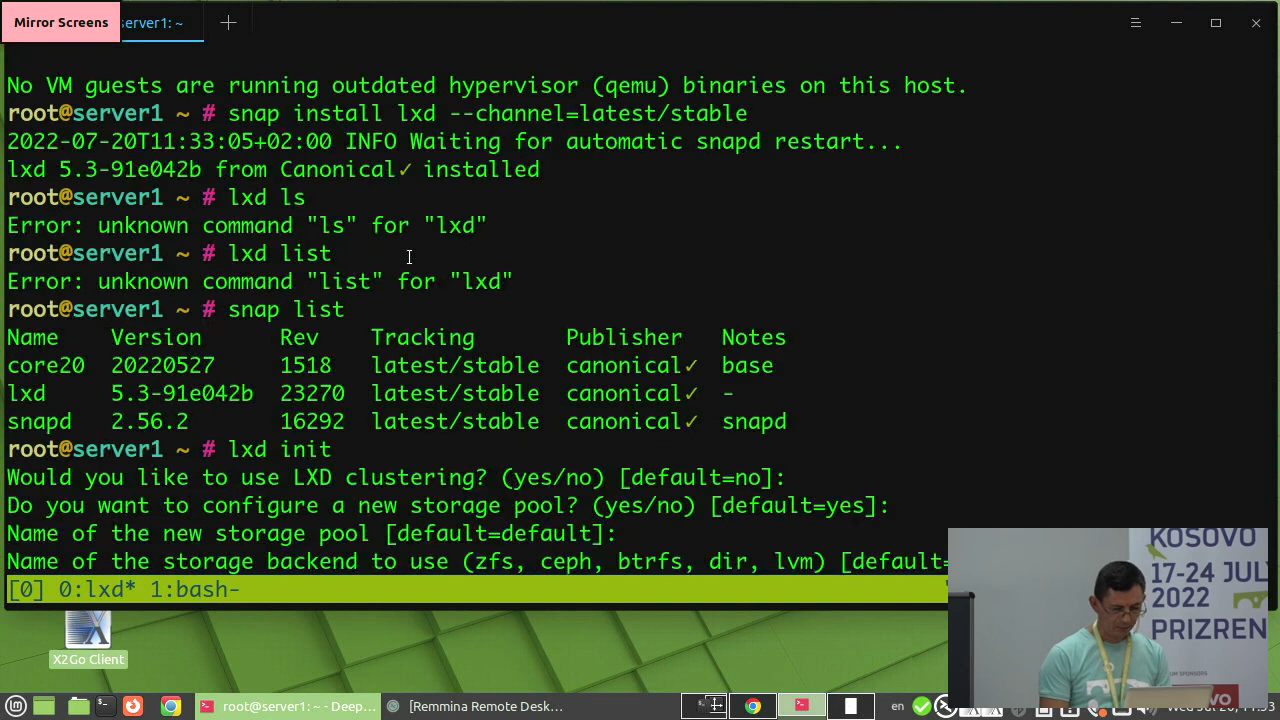 Mirror Screens
server1: ~
No VM guests are running outdated hypervisor (qemu) binaries on this host.
root@server1 ~ # snap install lxd --channel=latest/stable
2022-07-20T11:33:05+02:00 INFO Waiting for automatic snapd restart...
lxd 5.3-91e042b from Canonical✓ installed
root@server1 ~ # lxd ls
Error: unknown command "ls" for "lxd"
root@server1 ~ # lxd list
Error: unknown command "list" for "lxd"
root@server1 ~ # snap list
Name Version Rev Tracking Publisher Notes
core20 20220527 1518 latest/stable canonical✓ base
lxd 5.3-91e042b 23270 latest/stable canonical✓ -
snapd 2.56.2 16292 latest/stable canonical✓ snapd
root@server1 ~ # lxd init
Would you like to use LXD clustering? (yes/no) [default=no]:
Do you want to configure a new storage pool? (yes/no) [default=yes]:
Name of the new storage pool [default=default]:
Name of the storage backend to use (zfs, ceph, btrfs, dir, lvm) [default=
[0] 0:lxd* 1:bash-
KOSOVO
17-24 JUL
2022
PRIZREN
X2Go Client
root@server1: ~ - Deep...
[Remmina Remote Desk...
en